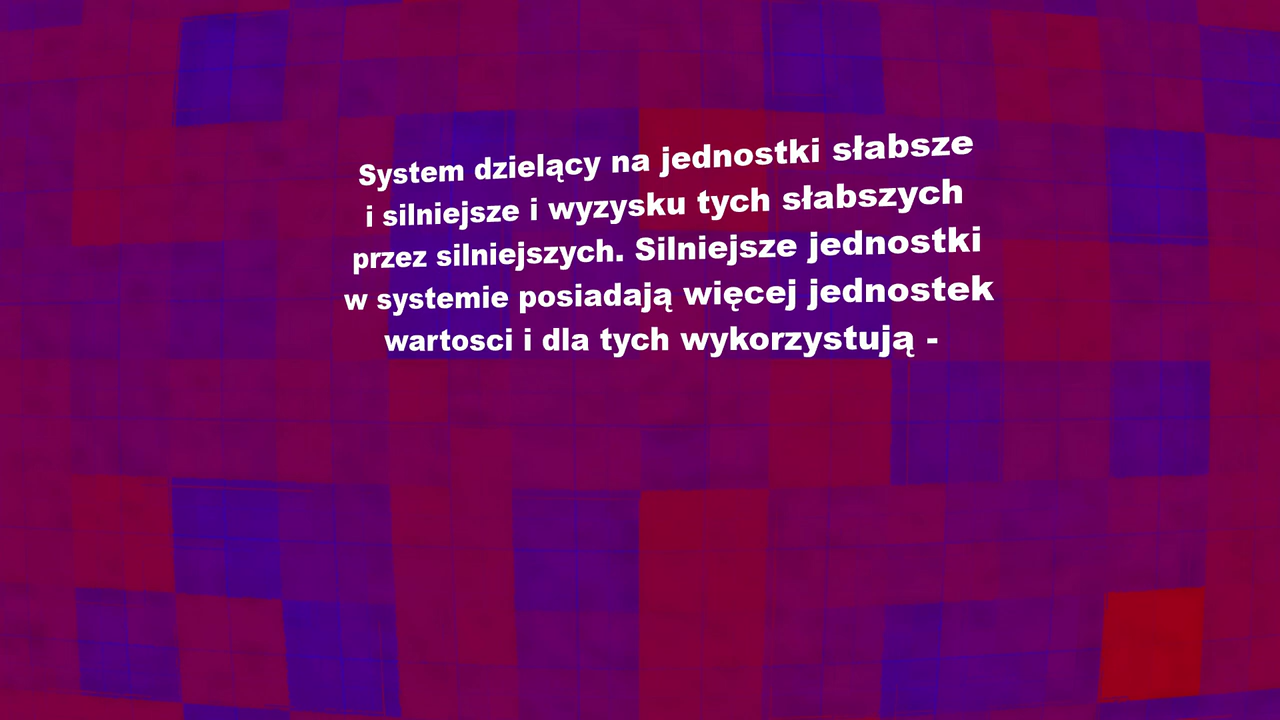 System dzielący na jednostki słabsze
i silniejsze i wyzysku tych słabszych
przez silniejszych. Silniejsze jednostki
w systemie posiadają więcej jednostek
wartosci i dla tych wykorzystują -